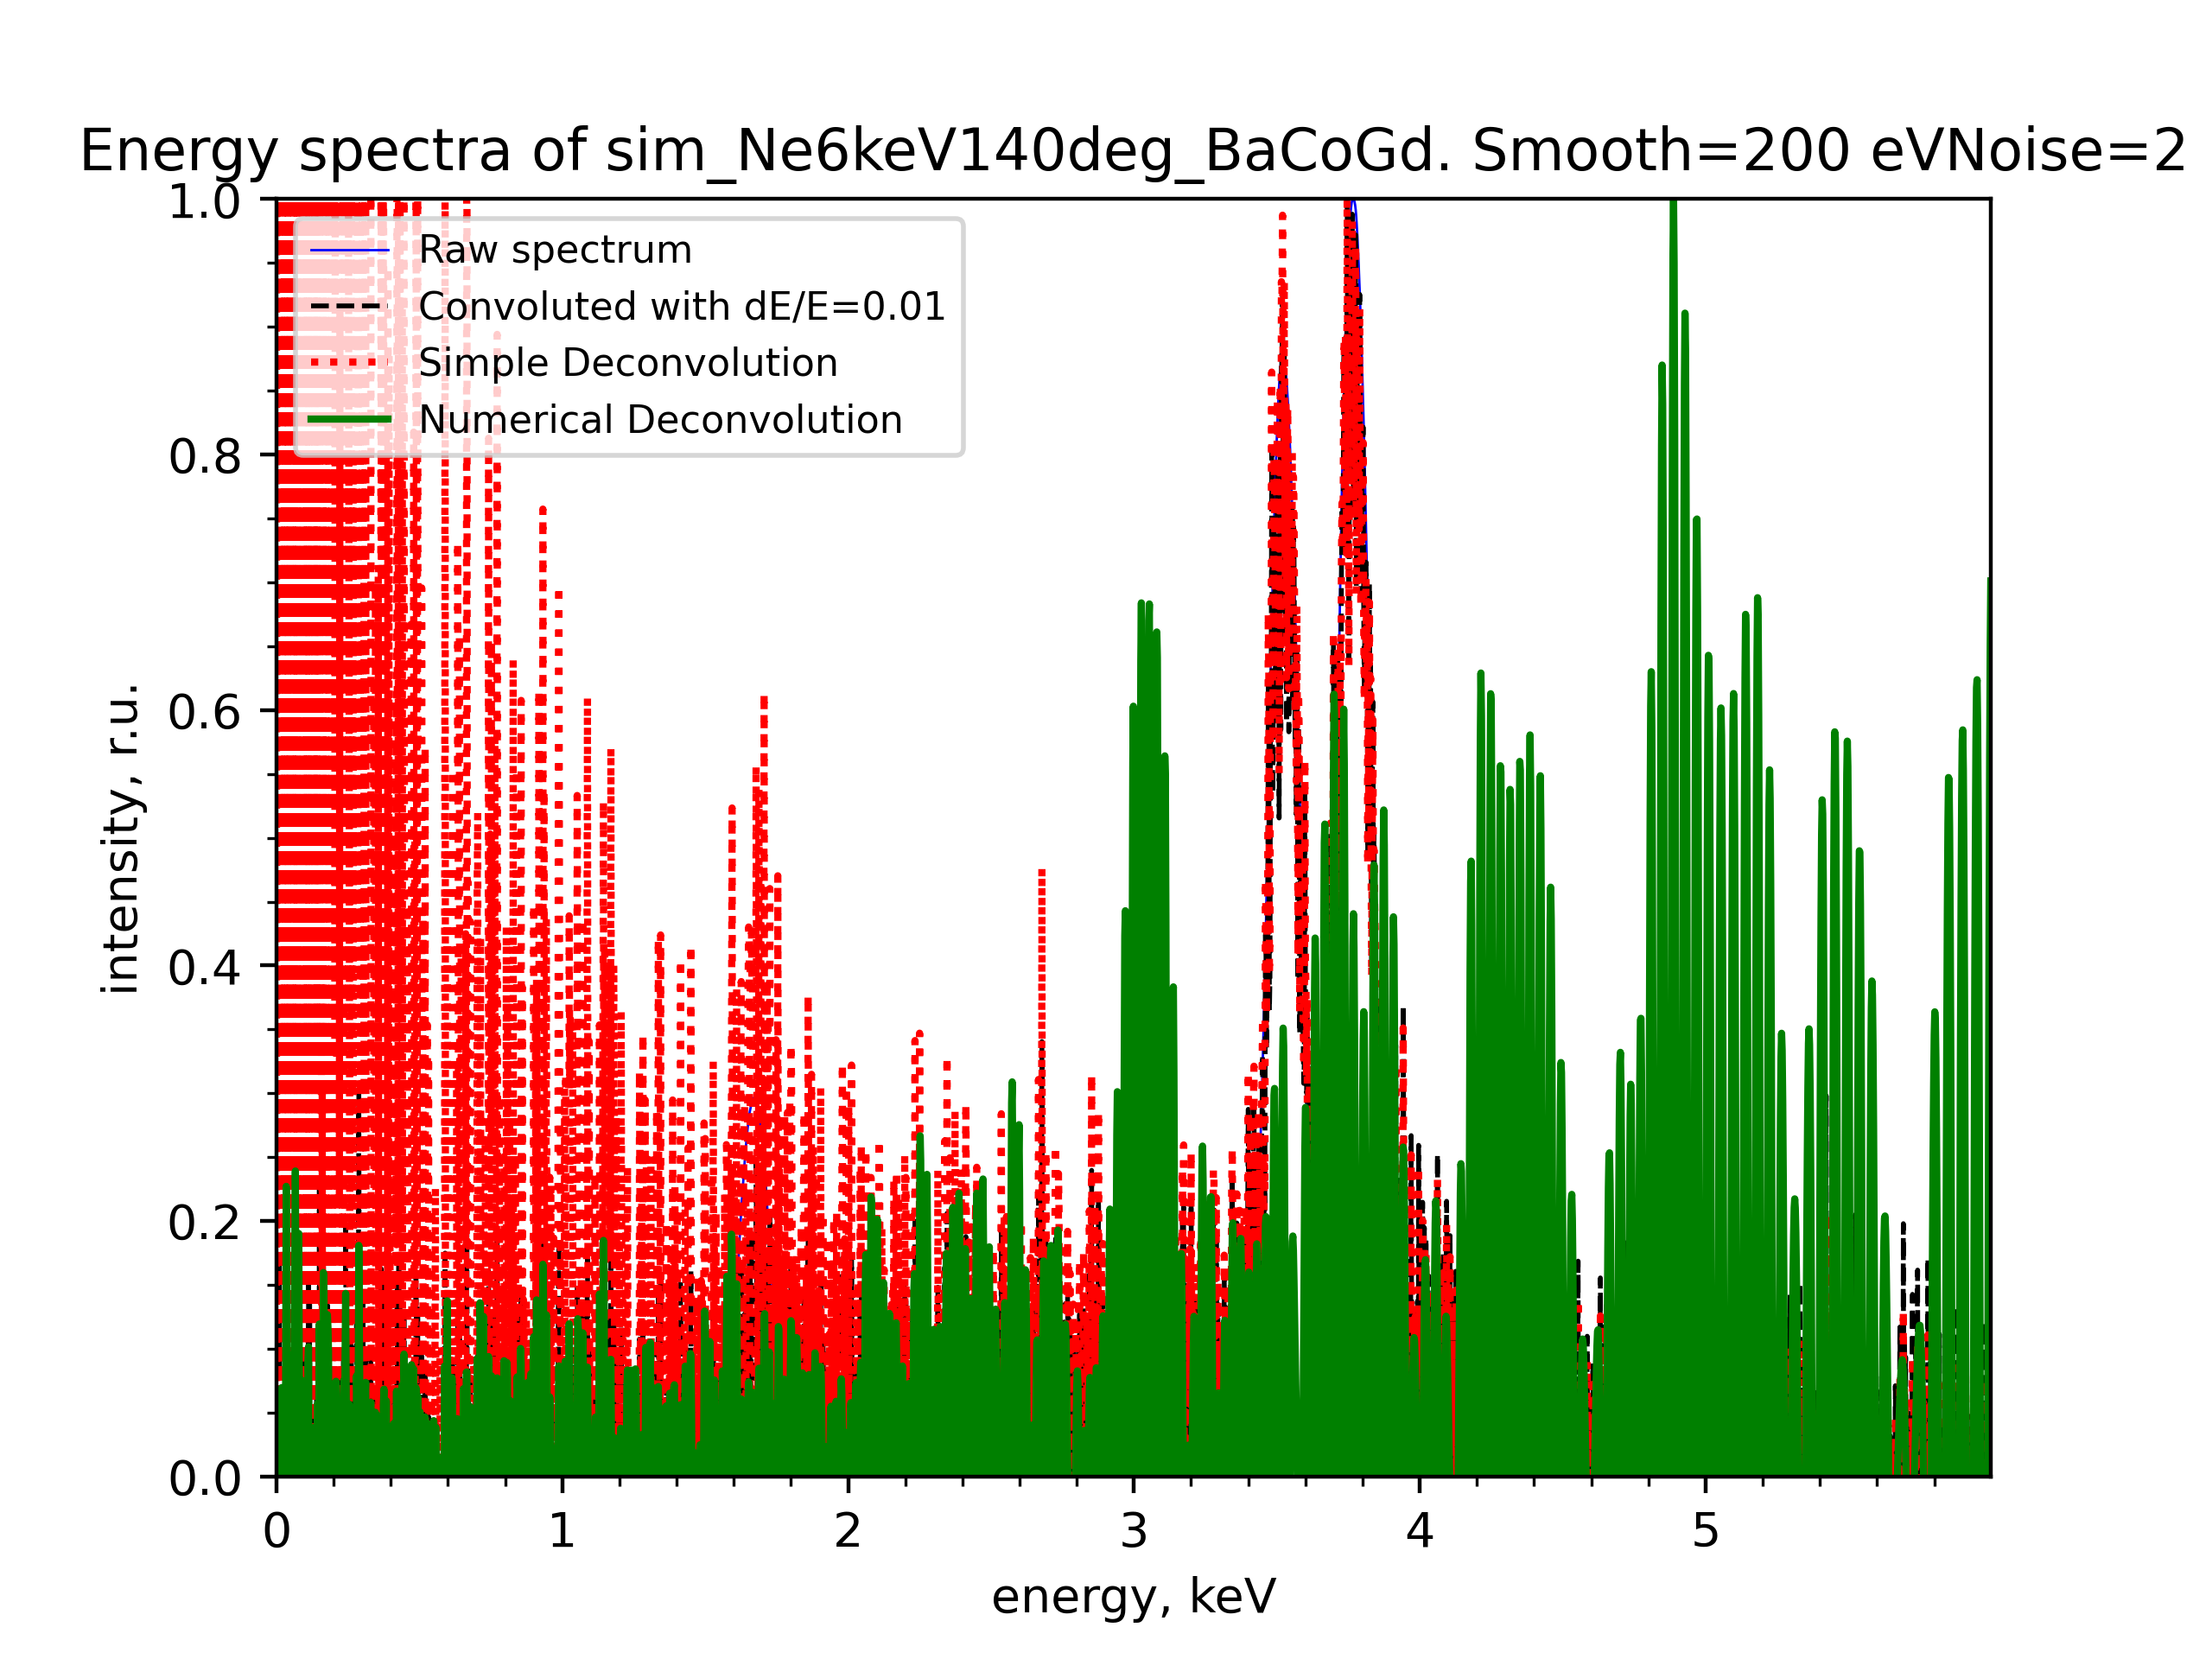 Energy spectra of sim_Ne6keV140deg_BaCoGd. Smooth=200 eVNoise=2
1.0
0.8
0.6
0.4
0.2
0.0
intensity, r.u.
Raw spectrum
Convoluted with dE/E=0.01
Simple Deconvolution
Numerical Deconvolution
0 1 2 3 4 5
energy, keV